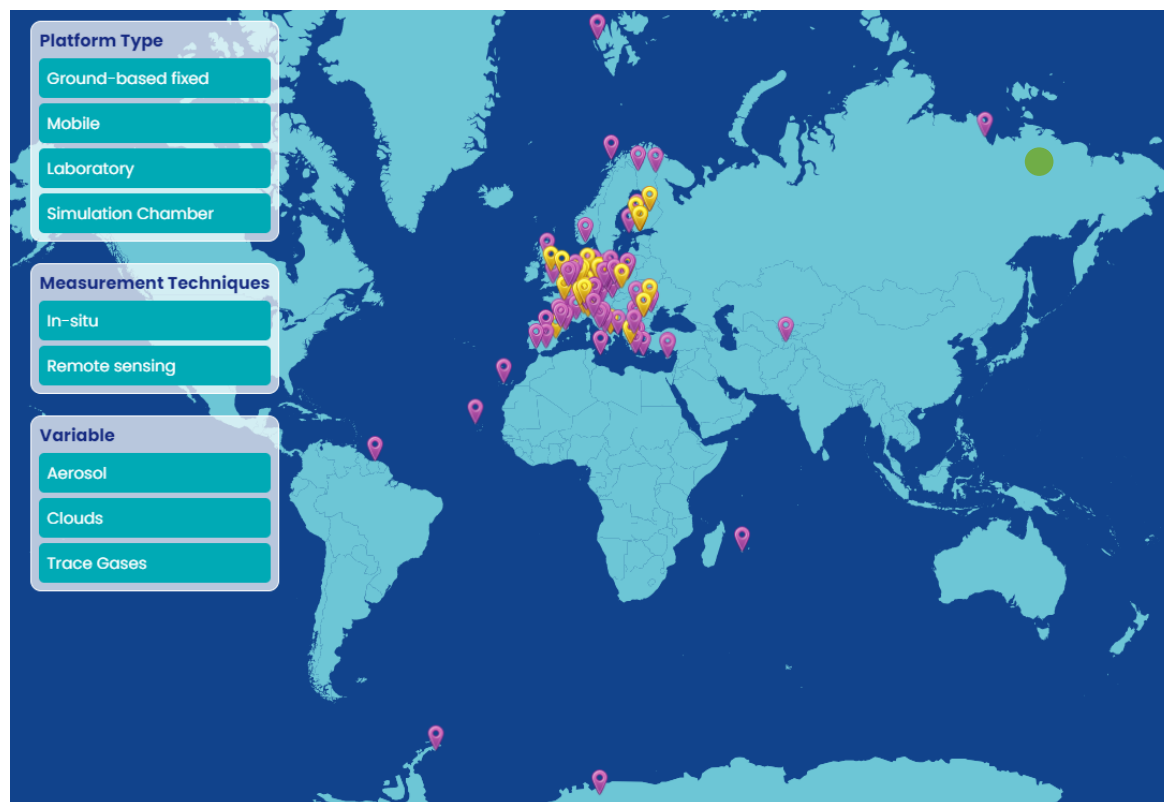 Platform Type
Ground-based fixed
Mobile
Laboratory
Simulation Chamber
Measurement Techniques
In-situ
Remote sensing
Variable
Aerosol
Clouds
Trace Gases